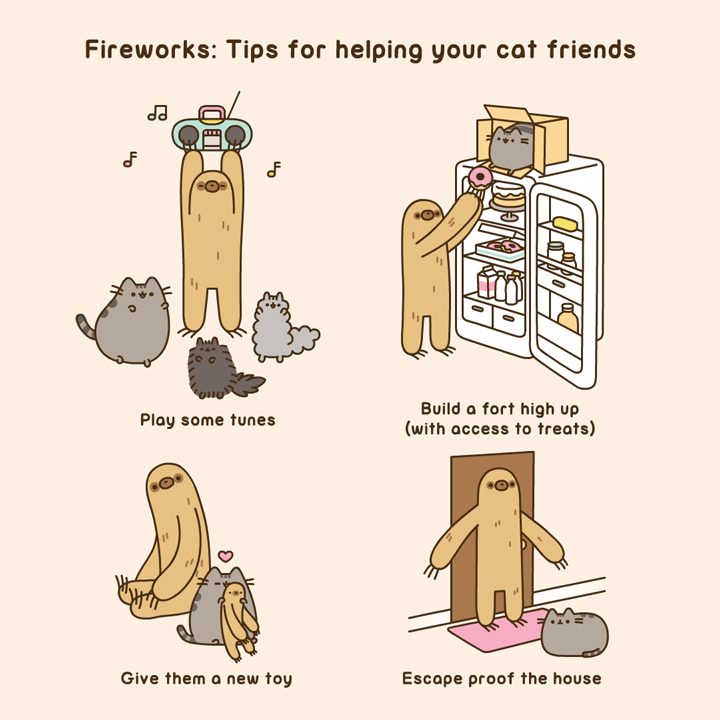 Fireworks: Tips for helping your cat friends
Play some tunes
Build a fort high up
(with access to treats)
Give them a new toy
Escape proof the house